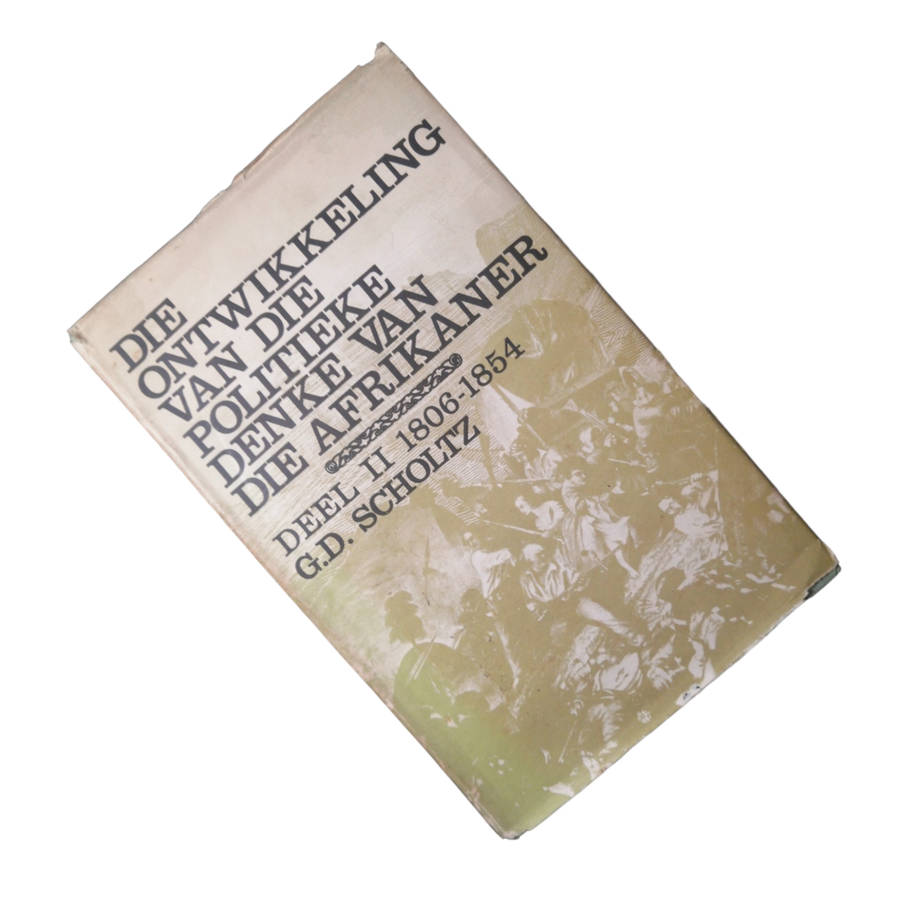 DIE
ONTWIKKELING
VAN DIE
POLITIEKE
DENKE VAN
DIE AFRIKANER
DEEL II 1806-1854
G.D. SCHOLTZ